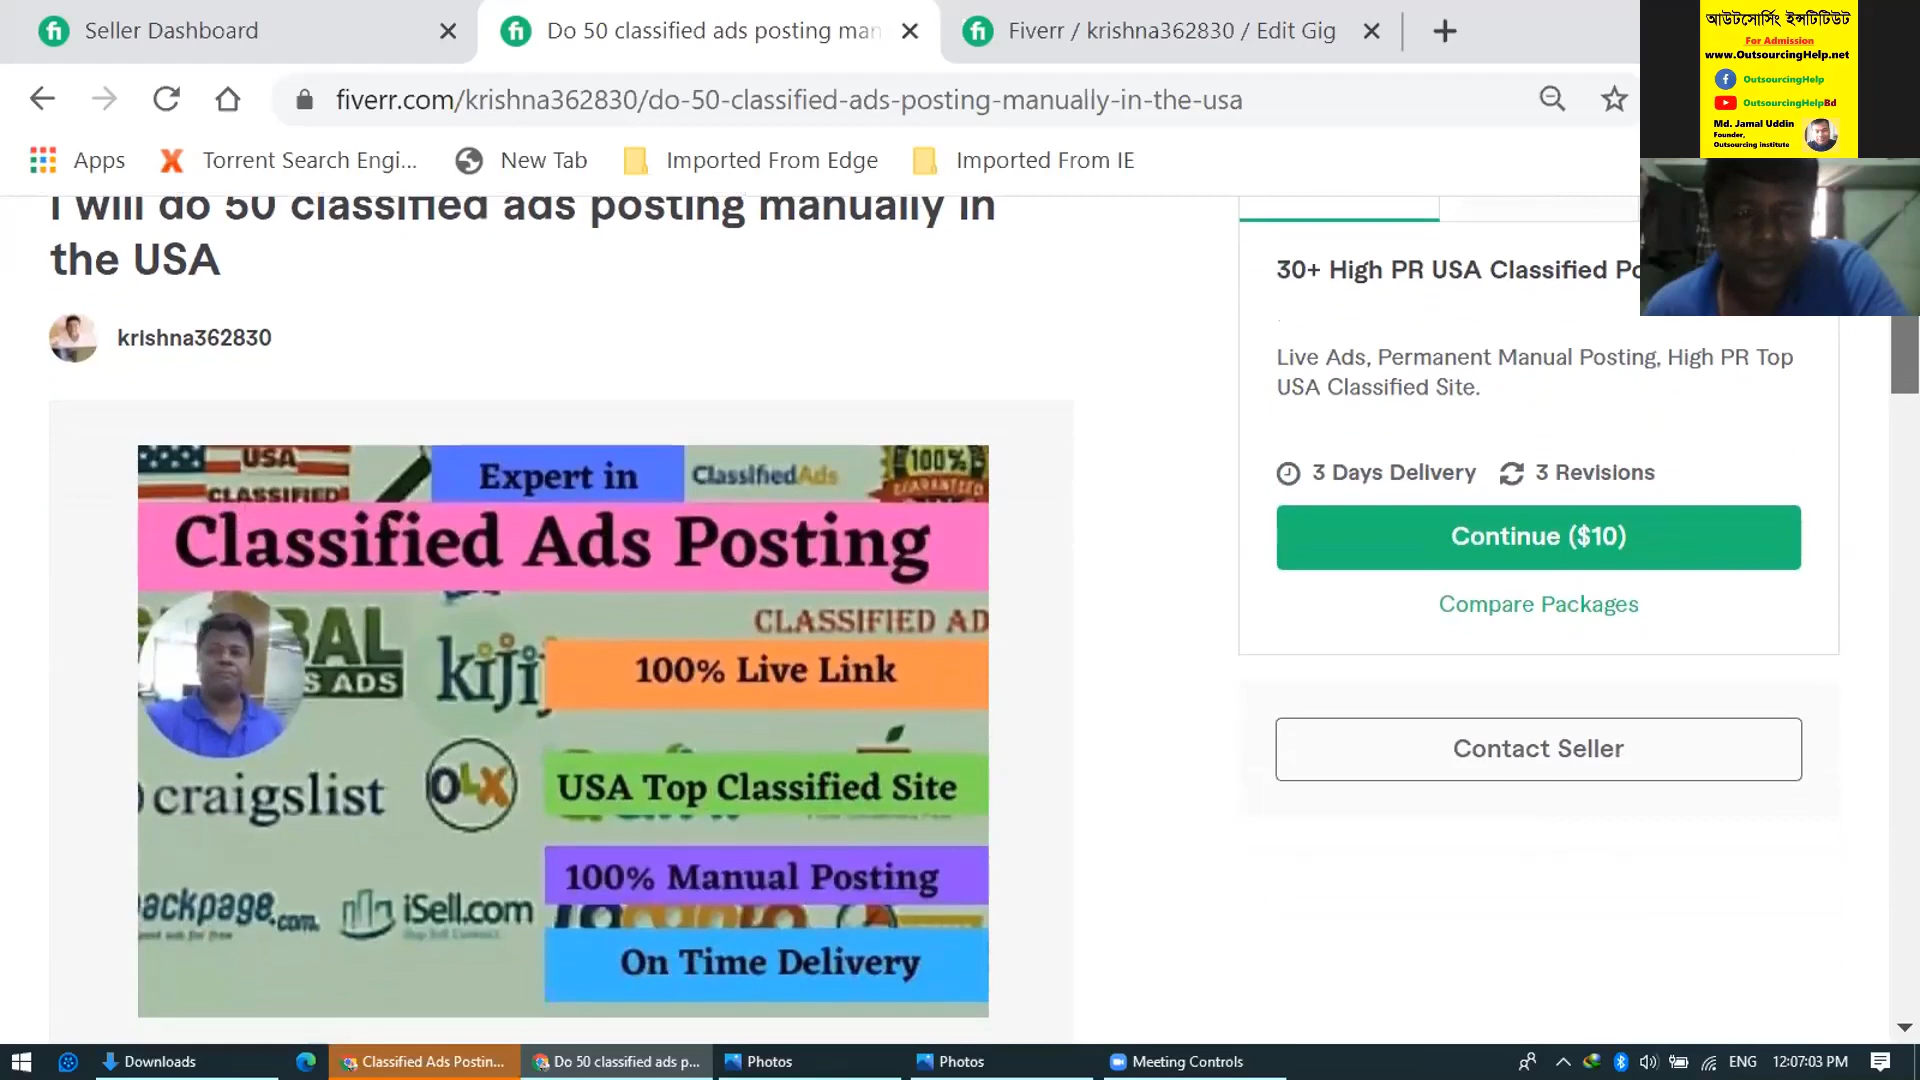 Seller Dashboard
Do 50 classified ads posting man
Fiverr / krishna362830 / Edit Gig
আউটসোর্সিং ইন্সটিটিউট
For Admission
www.OutsourcingHelp.net
OutsourcingHelp
OutsourcingHelpBd
Md. Jamal Uddin
Founder,
Outsourcing institute
fiverr.com/krishna362830/do-50-classified-ads-posting-manually-in-the-usa
Apps
Torrent Search Engi...
New Tab
Imported From Edge
Imported From IE
I will do 50 classified ads posting manually in
the USA
krishna362830
30+ High PR USA Classified Po
Live Ads, Permanent Manual Posting, High PR Top
USA Classified Site.
3 Days Delivery
3 Revisions
Continue ($10)
Compare Packages
Contact Seller
USA
CLASSIFIED
Expert in
ClassifiedAds
100%
GUARANTEED
Classified Ads Posting
BAL
S ADS
kiji
CLASSIFIED AD
100% Live Link
craigslist
OLX
USA Top Classified Site
100% Manual Posting
ackpage.com
iSell.com
On Time Delivery
Downloads
Classified Ads Postin...
Do 50 classified ads p...
Photos
Photos
Meeting Controls
ENG
12:07:03 PM